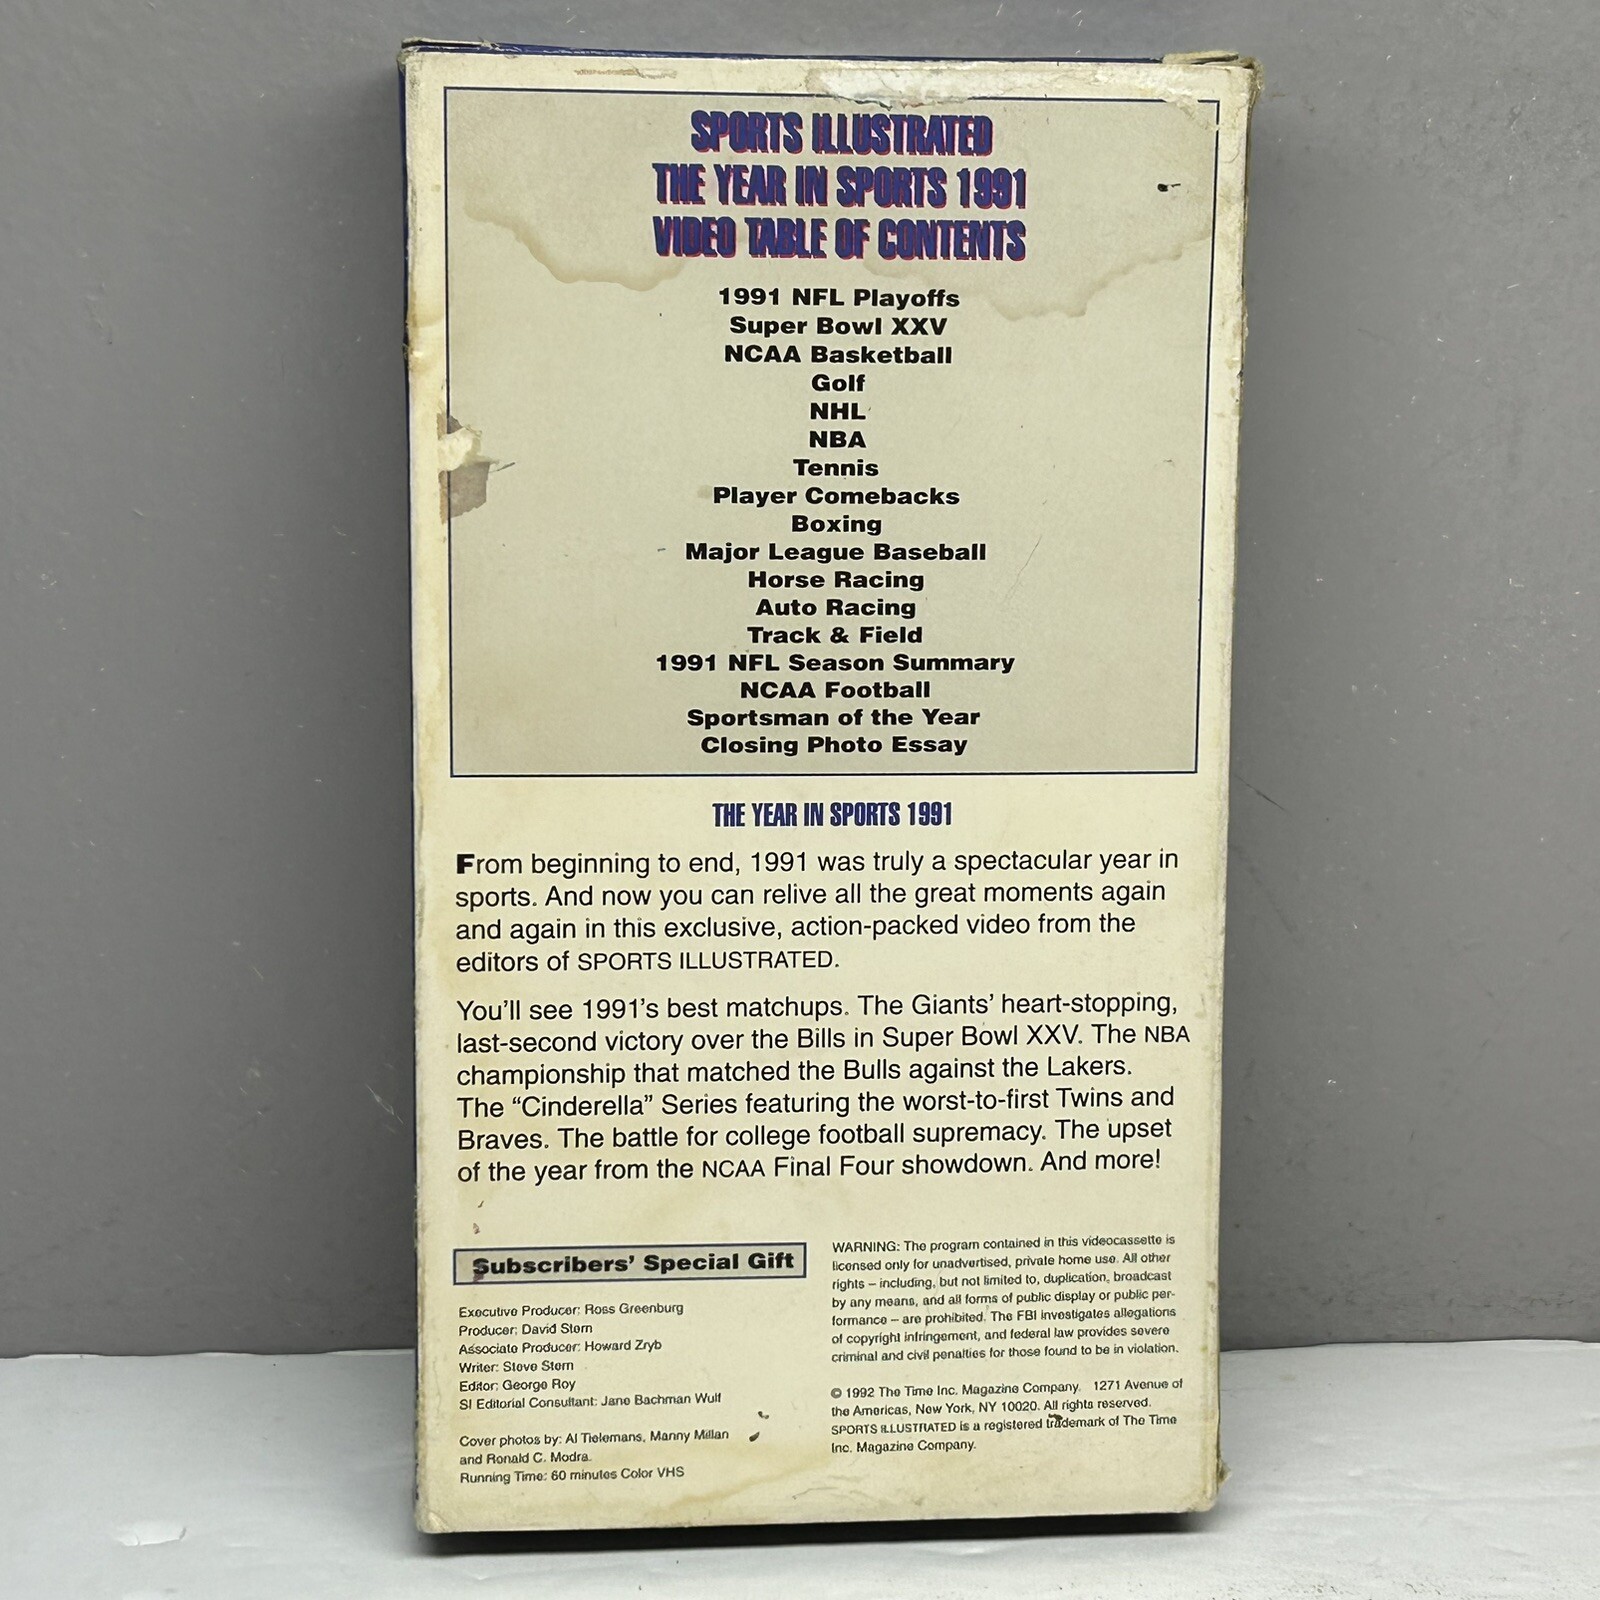 SPORTS ILLUSTRATED
THE YEAR IN SPORTS 1991
VIDEO TABLE OF CONTENTS
1991 NFL Playoffs
Super Bowl XXV
NCAA Basketball
Golf
NHL
NBA
Tennis
Player Comebacks
Boxing
Major League Baseball
Horse Racing
Auto Racing
Track & Field
1991 NFL Season Summary
NCAA Football
Sportsman of the Year
Closing Photo Essay
THE YEAR IN SPORTS 1991
From beginning to end, 1991 was truly a spectacular year in
sports. And now you can relive all the great moments again
and again in this exclusive, action-packed video from the
editors of SPORTS ILLUSTRATED.
You'll see 1991's best matchups. The Giants' heart-stopping,
last-second victory over the Bills in Super Bowl XXV. The NBA
championship that matched the Bulls against the Lakers.
The “Cinderella” Series featuring the worst-to-first Twins and
Braves. The battle for college football supremacy. The upset
of the year from the NCAA Final Four showdown. And more!
Subscribers' Special Gift
Executive Producer: Ross Greenburg
Producer: David Stern
Associate Producer: Howard Zryb
Writer: Steve Stern
Editor: George Roy
SI Editorial Consultant: Jane Bachman Wulf
Cover photos by: Al Tielemans, Manny Millan
and Ronald C. Modra.
Running Time: 60 minutes Color VHS
WARNING: The program contained in this videocassette is
licensed only for unadvertised, private home use. All other
rights – including, but not limited to, duplication, broadcast
by any means, and all forms of public display or public per-
formance – are prohibited. The FBI investigates allegations
of copyright infringement, and federal law provides severe
criminal and civil penalties for those found to be in violation.
© 1992 The Time Inc. Magazine Company. 1271 Avenue of
the Americas, New York, NY 10020. All rights reserved.
SPORTS ILLUSTRATED is a registered trademark of The Time
Inc. Magazine Company.